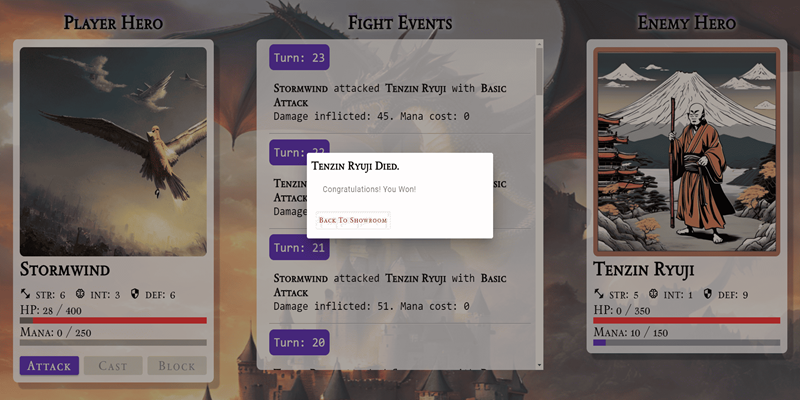 Player Hero
Fight Events
Enemy Hero
Stormwind
STR: 6 INT: 3 DEF: 6
HP: 28 / 400
Mana: 0 / 250
Attack
Cast
Block
Turn: 23
Stormwind attacked Tenzin Ryuji with Basic
Attack
Damage inflicted: 45. Mana cost: 0
Turn: 22
Tenzin
Attack
Damage
Turn: 21
Stormwind attacked Tenzin Ryuji with Basic
Attack
Damage inflicted: 51. Mana cost: 0
Turn: 20
Tenzin Ryuji Died.
Congratulations! You Won!
Back To Showroom
Tenzin Ryuji
STR: 5 INT: 1 DEF: 9
HP: 0 / 350
Mana: 10 / 150